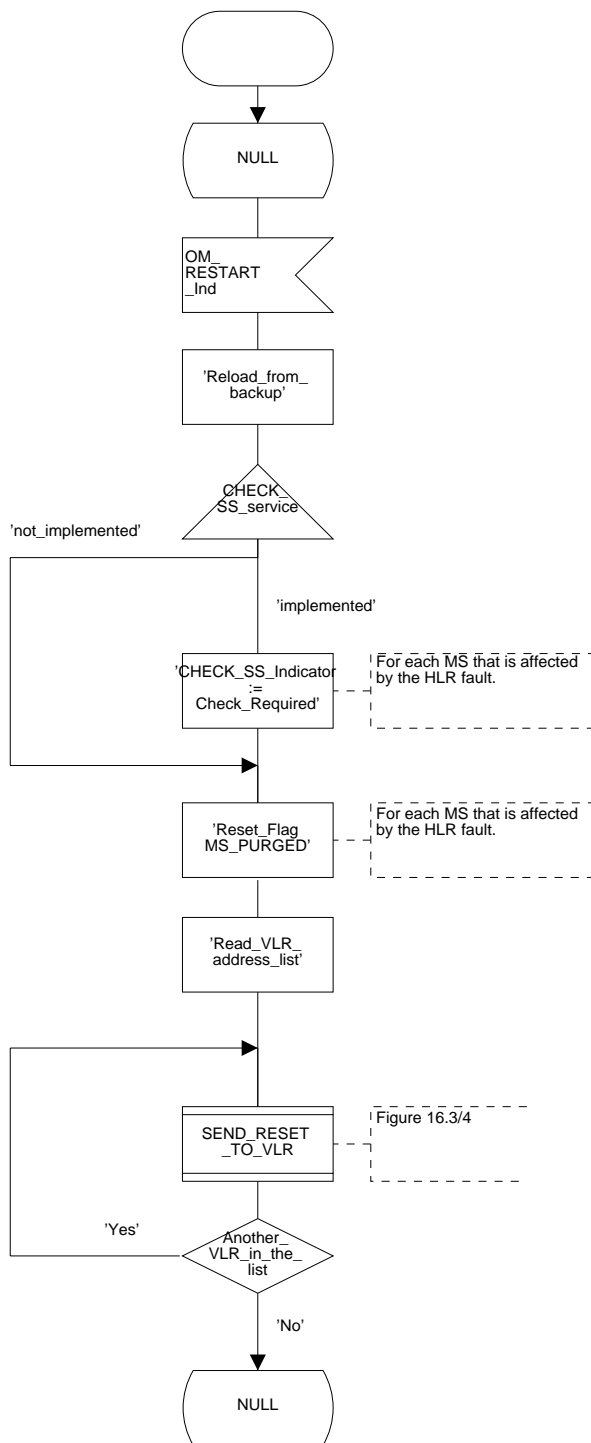 NULL
OM_
RESTART
_Ind
’Reload_from_
backup’
CHECK_
SS_service
’not_implemented’
’implemented’
’CHECK_SS_Indicator
:=
Check_Required’
For each MS that is affected
by the HLR fault.
’Reset_Flag
MS_PURGED’
For each MS that is affected
by the HLR fault.
’Read_VLR_
address_list’
SEND_RESET
_TO_VLR
Figure 16.3/4
’Yes’
Another_
VLR_in_the_
list
’No’
NULL